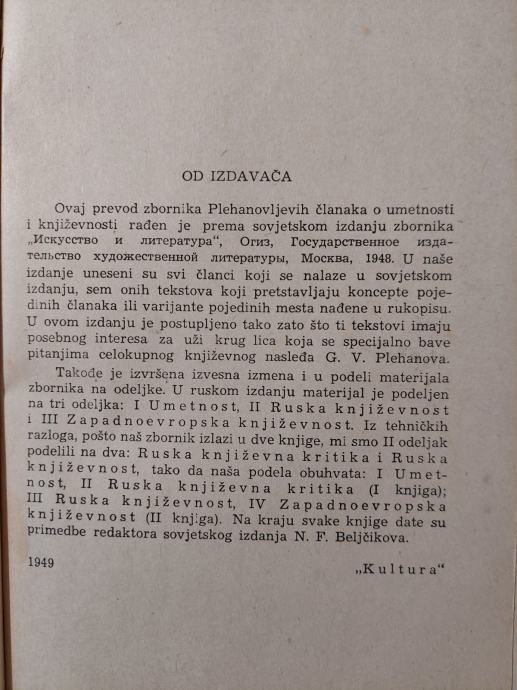 OD IZDAVAČA
Ovaj prevod zbornika Plehanovljevih članaka o umetnosti
i književnosti rađen je prema sovjetskom izdanju zbornika
„Искусство и литература“, Огиз, Государственное изда-
тельство художественной литературы, Москва, 1948. U naše
izdanje uneseni su svi članci koji se nalaze u sovjetskom
izdanju, sem onih tekstova koji pretstavljaju koncepte poje-
dinih članaka ili varijante pojedinih mesta nađene u rukopisu.
U ovom izdanju je postupljeno tako zato što ti tekstovi imaju
posebnog interesa za uži krug lica koja se specijalno bave
pitanjima celokupnog književnog nasleđa G. V. Plehanova.
Takođe je izvršena izvesna izmena i u podeli materijala
zbornika na odeljke. U ruskom izdanju materijal je podeljen
na tri odeljka: I Umetnost, II Ruska književnost
i III Zapadnoevropska književnost. Iz tehničkih
razloga, pošto naš zbornik izlazi u dve knjige, mi smo II odeljak
podelili na dva: Ruska književna kritika i Ruska
književnost, tako da naša podela obuhvata: I Umet-
nost, II Ruska književna kritika (I knjiga);
III Ruska književnost, IV Zapadnoevropska
književnost (II knjiga). Na kraju svake knjige date su
primedbe redaktora sovjetskog izdanja N. F. Beljčikova.
1949
„Kultura“